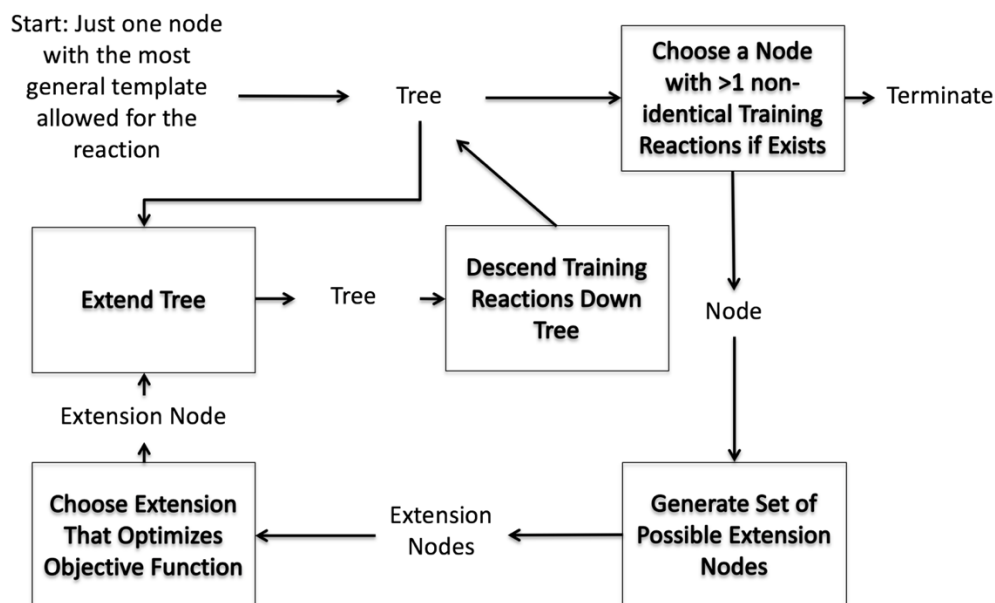 Start: Just one node
with the most
general template
allowed for the
reaction
Tree
Choose a Node
with >1 non-
identical Training
Reactions if Exists
Terminate
Extend Tree
Tree
Descend Training
Reactions Down
Tree
Node
Extension Node
Choose Extension
That Optimizes
Objective Function
Extension
Nodes
Generate Set of
Possible Extension
Nodes